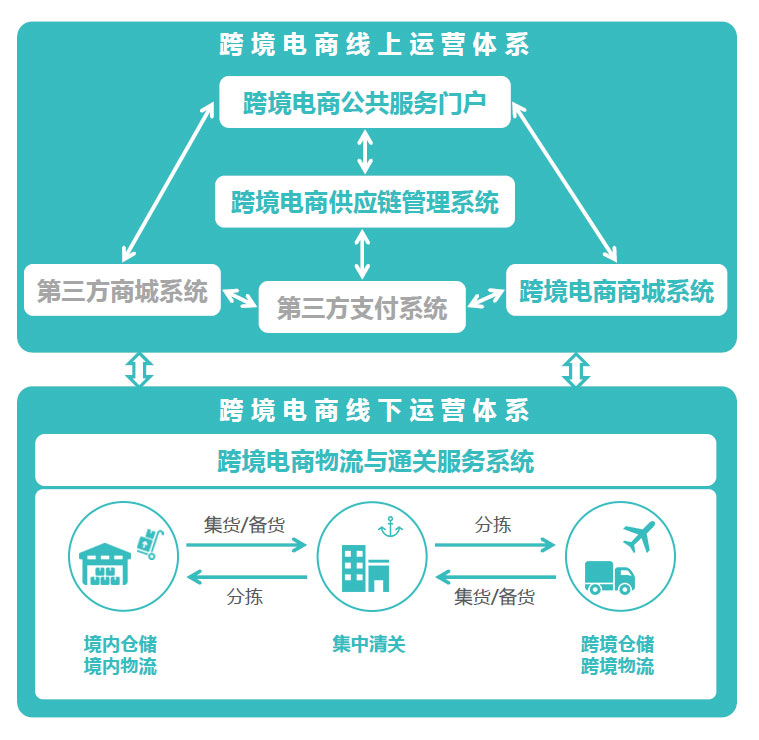 跨境电商线上运营体系
跨境电商公共服务门户
跨境电商供应链管理系统
第三方商城系统
第三方支付系统
跨境电商商城系统
跨境电商线下运营体系
跨境电商物流与通关服务系统
集货/备货
分拣
分拣
集货/备货
境内仓储
境内物流
集中清关
跨境仓储
跨境物流